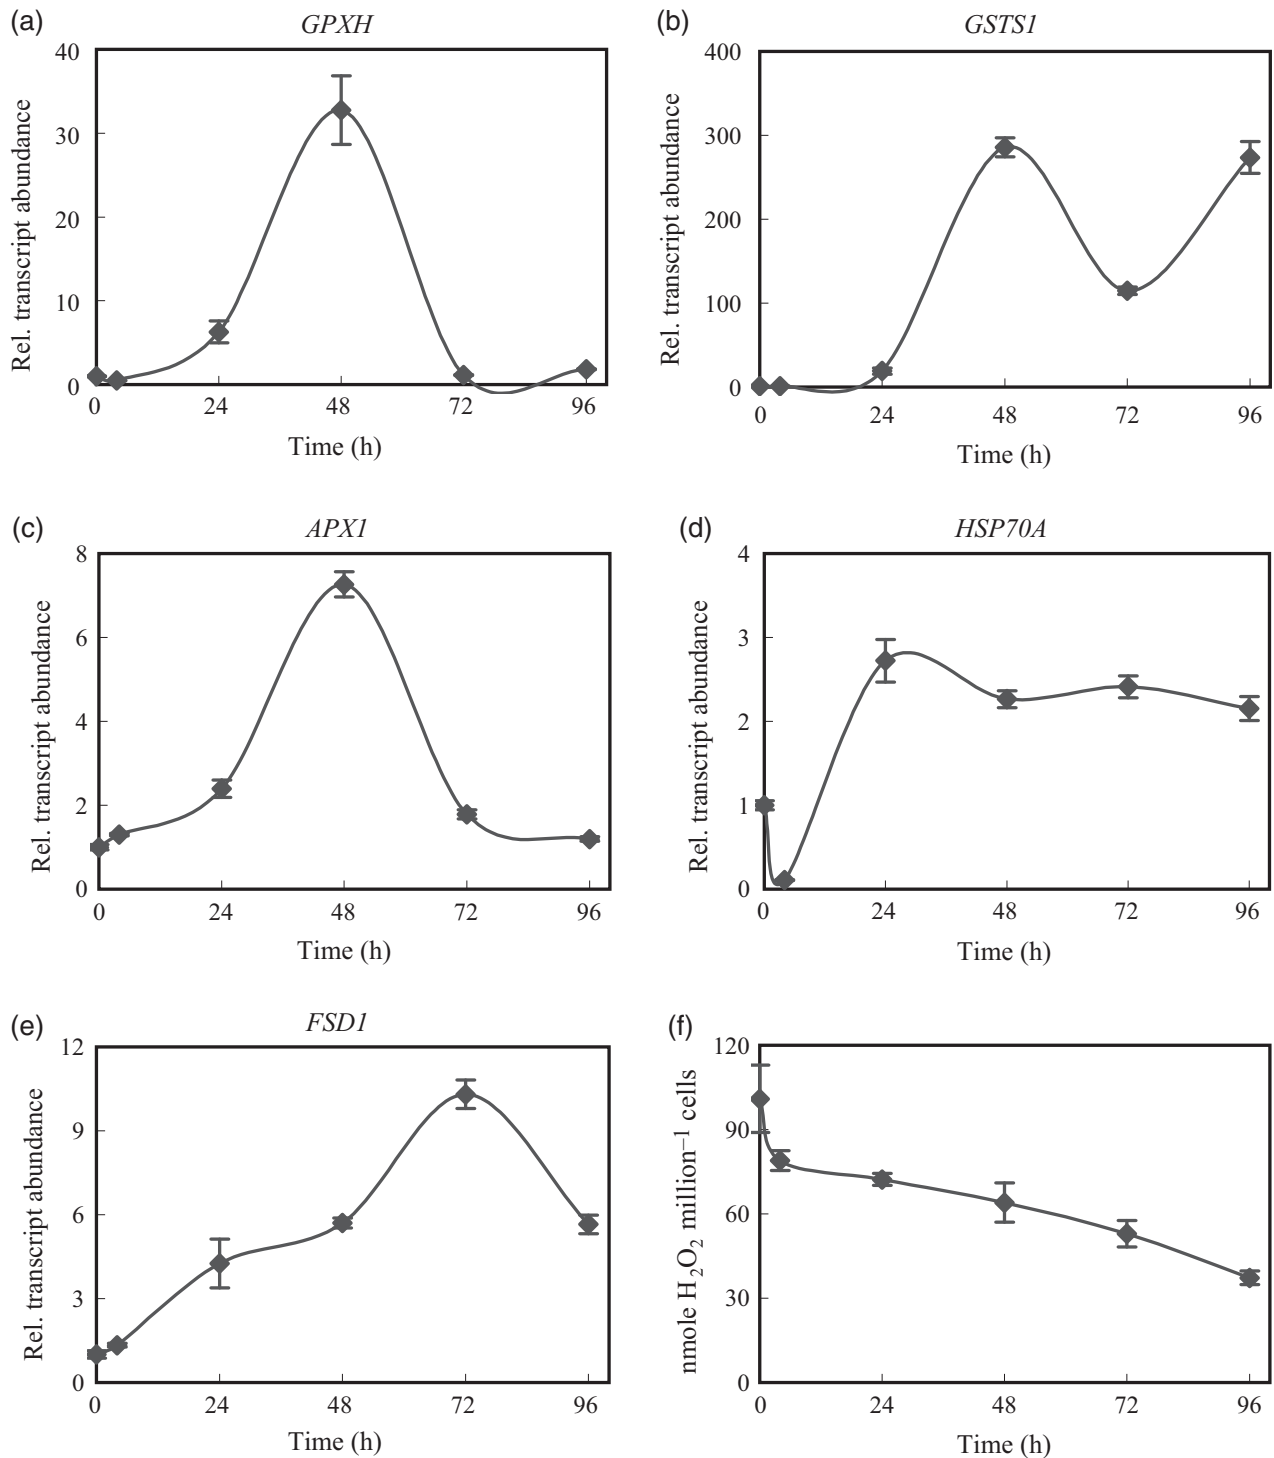 (a)
GPXH
40
30
20
10
0
Rel. transcript abundance
0 24 48 72 96
Time (h)
(b)
GSTS1
400
300
200
100
0
Rel. transcript abundance
0 24 48 72 96
Time (h)
(c)
APX1
8
6
4
2
0
Rel. transcript abundance
0 24 48 72 96
Time (h)
(d)
HSP70A
4
3
2
1
0
Rel. transcript abundance
0 24 48 72 96
Time (h)
(e)
FSD1
12
9
6
3
0
Rel. transcript abundance
0 24 48 72 96
Time (h)
(f)
120
90
60
30
0
nmole H₂O₂ million⁻¹ cells
0 24 48 72 96
Time (h)